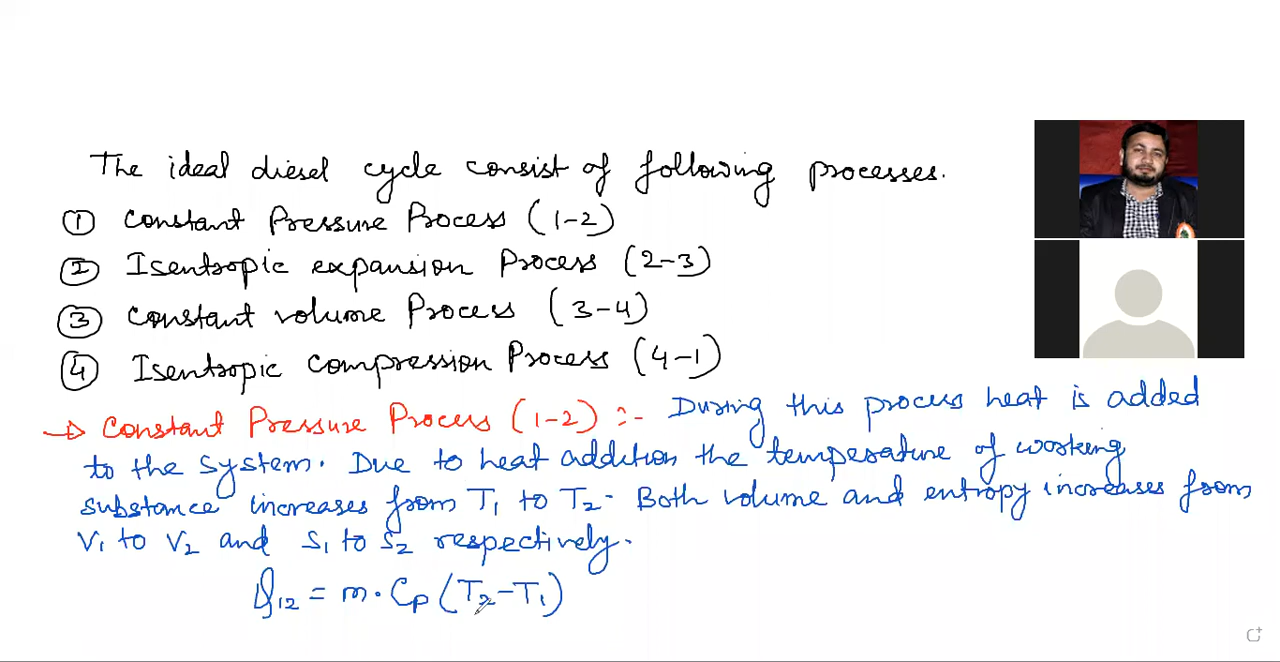 The ideal diesel cycle consist of following processes.
① Constant Pressure Process (1-2)
② Isentropic expansion Process (2-3)
③ Constant volume Process (3-4)
④ Isentropic compression Process (4-1)
→ Constant Pressure Process (1-2) :- During this process heat is added
to the system. Due to heat addition the temperature of working
substance increases from T₁ to T₂. Both volume and entropy increases from
V₁ to V₂ and S₁ to S₂ respectively.
Q₁₂ = m · Cp (T₂ - T₁)